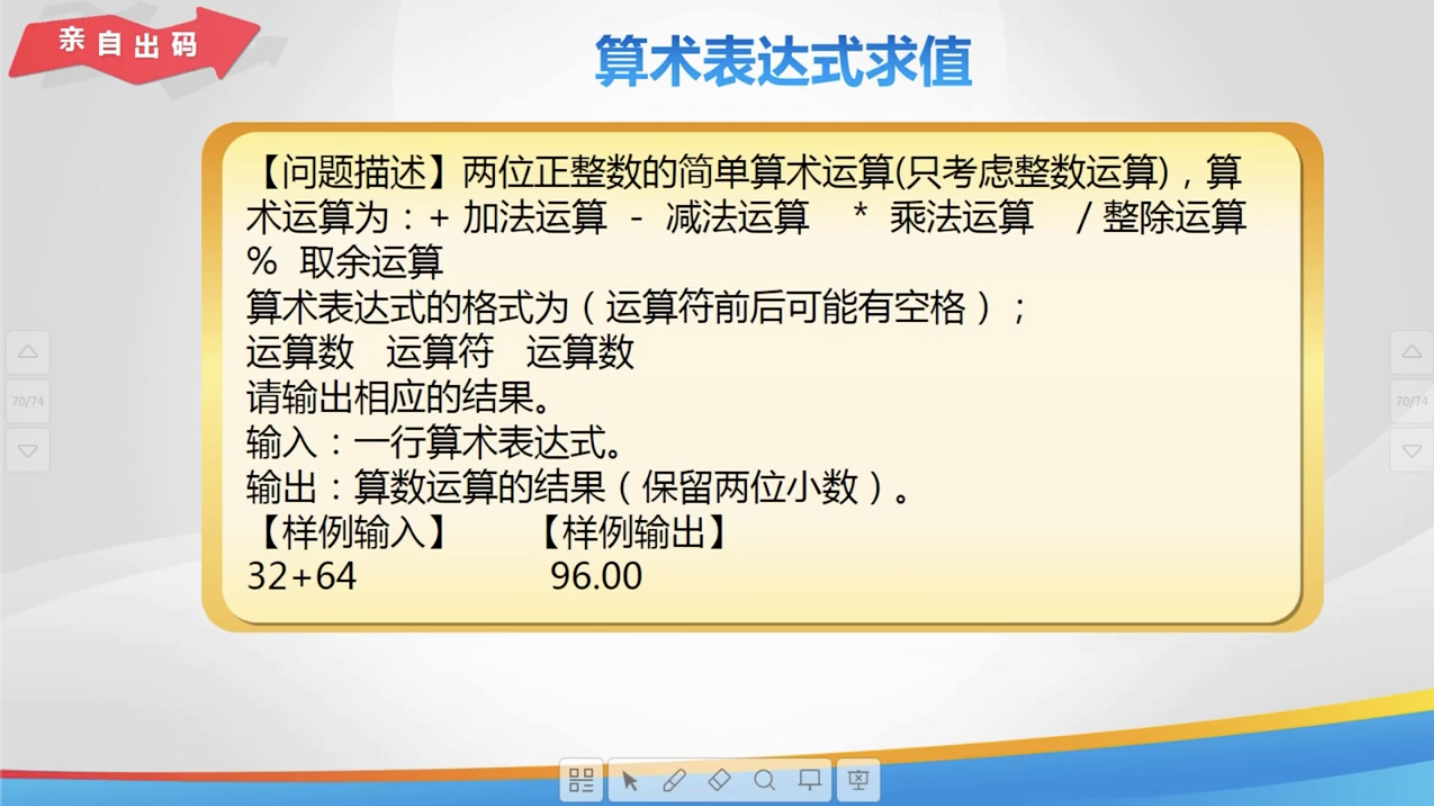 亲自出码
算术表达式求值
【问题描述】两位正整数的简单算术运算(只考虑整数运算)，算
术运算为：+ 加法运算 - 减法运算 * 乘法运算 / 整除运算
% 取余运算
算术表达式的格式为（运算符前后可能有空格）；
运算数 运算符 运算数
请输出相应的结果。
输入：一行算术表达式。
输出：算数运算的结果（保留两位小数）。
【样例输入】 【样例输出】
32+64 96.00
70/74
70/74